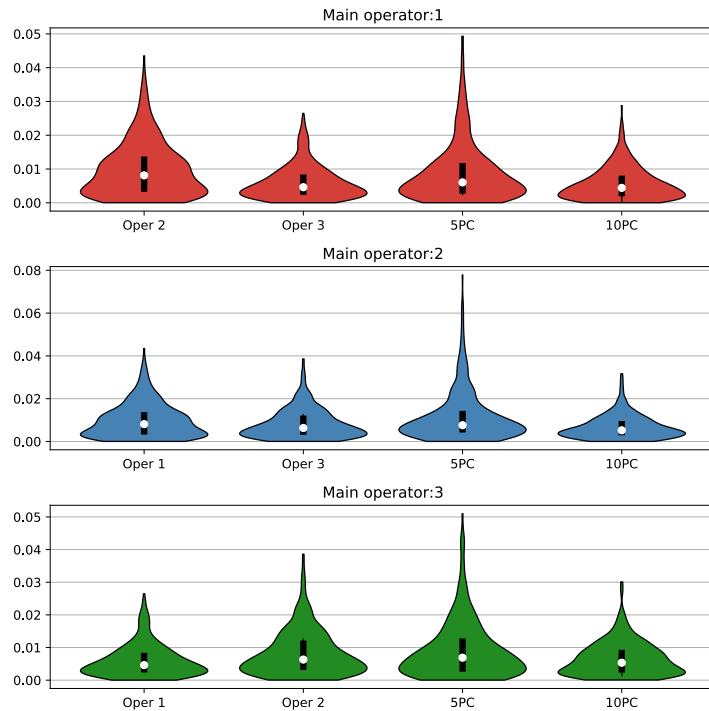 Main operator:1
0.05
0.04
0.03
0.02
0.01
0.00
Oper 2 Oper 3 5PC 10PC
Main operator:2
0.08
0.06
0.04
0.02
0.00
Oper 1 Oper 3 5PC 10PC
Main operator:3
0.05
0.04
0.03
0.02
0.01
0.00
Oper 1 Oper 2 5PC 10PC